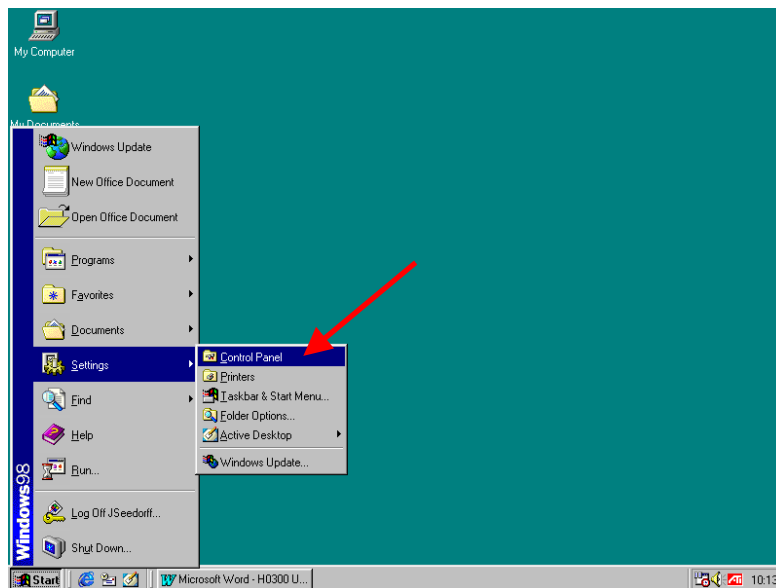 My Computer
My Documents
Windows Update
New Office Document
Open Office Document
Programs
Favorites
Documents
Settings
Find
Help
Run...
Log Off JSeedorff...
Shut Down...
Windows98
Control Panel
Printers
Taskbar & Start Menu...
Folder Options...
Active Desktop
Windows Update...
Start
Microsoft Word - H0300 U...
ATI
10:13